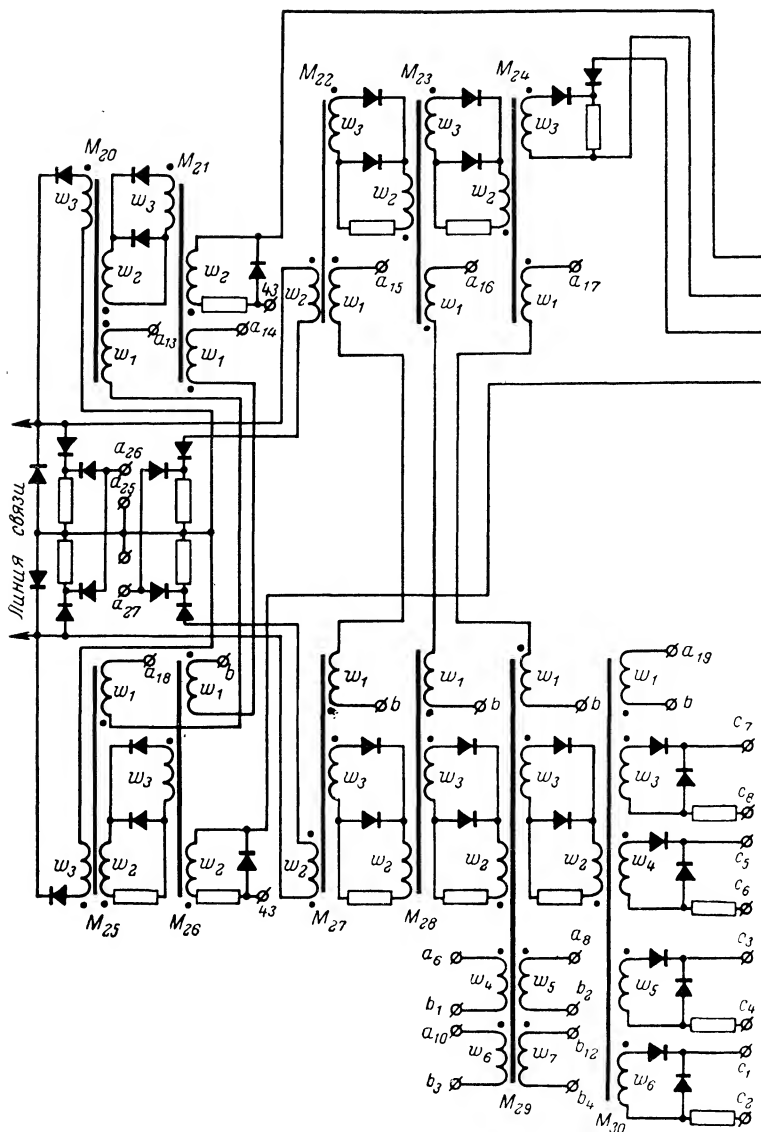 M22 M23 M24
w3 w3 w3
M20 M21
w3 w3
w2 w2
w2 w2 w2
43
a15 a16 a17
w1 w1 w1
a13 a14
w1 w1
a26
a25
Линия связи
a27
a18 b
w1 w1
w1 w1 w1 w1
a19
b b b b
w3
w3 w3 w3 w3
c7
c8
w3 w2 w2 w2 w2 w2 w2 w4
c5
c6
43
M25 M26 M27 M28
a6 a8
w4 w5 w5
c3
b1 b2
c4
a10 b12
w6 w7 w6
c1
b3 b4
c2
M29 M30